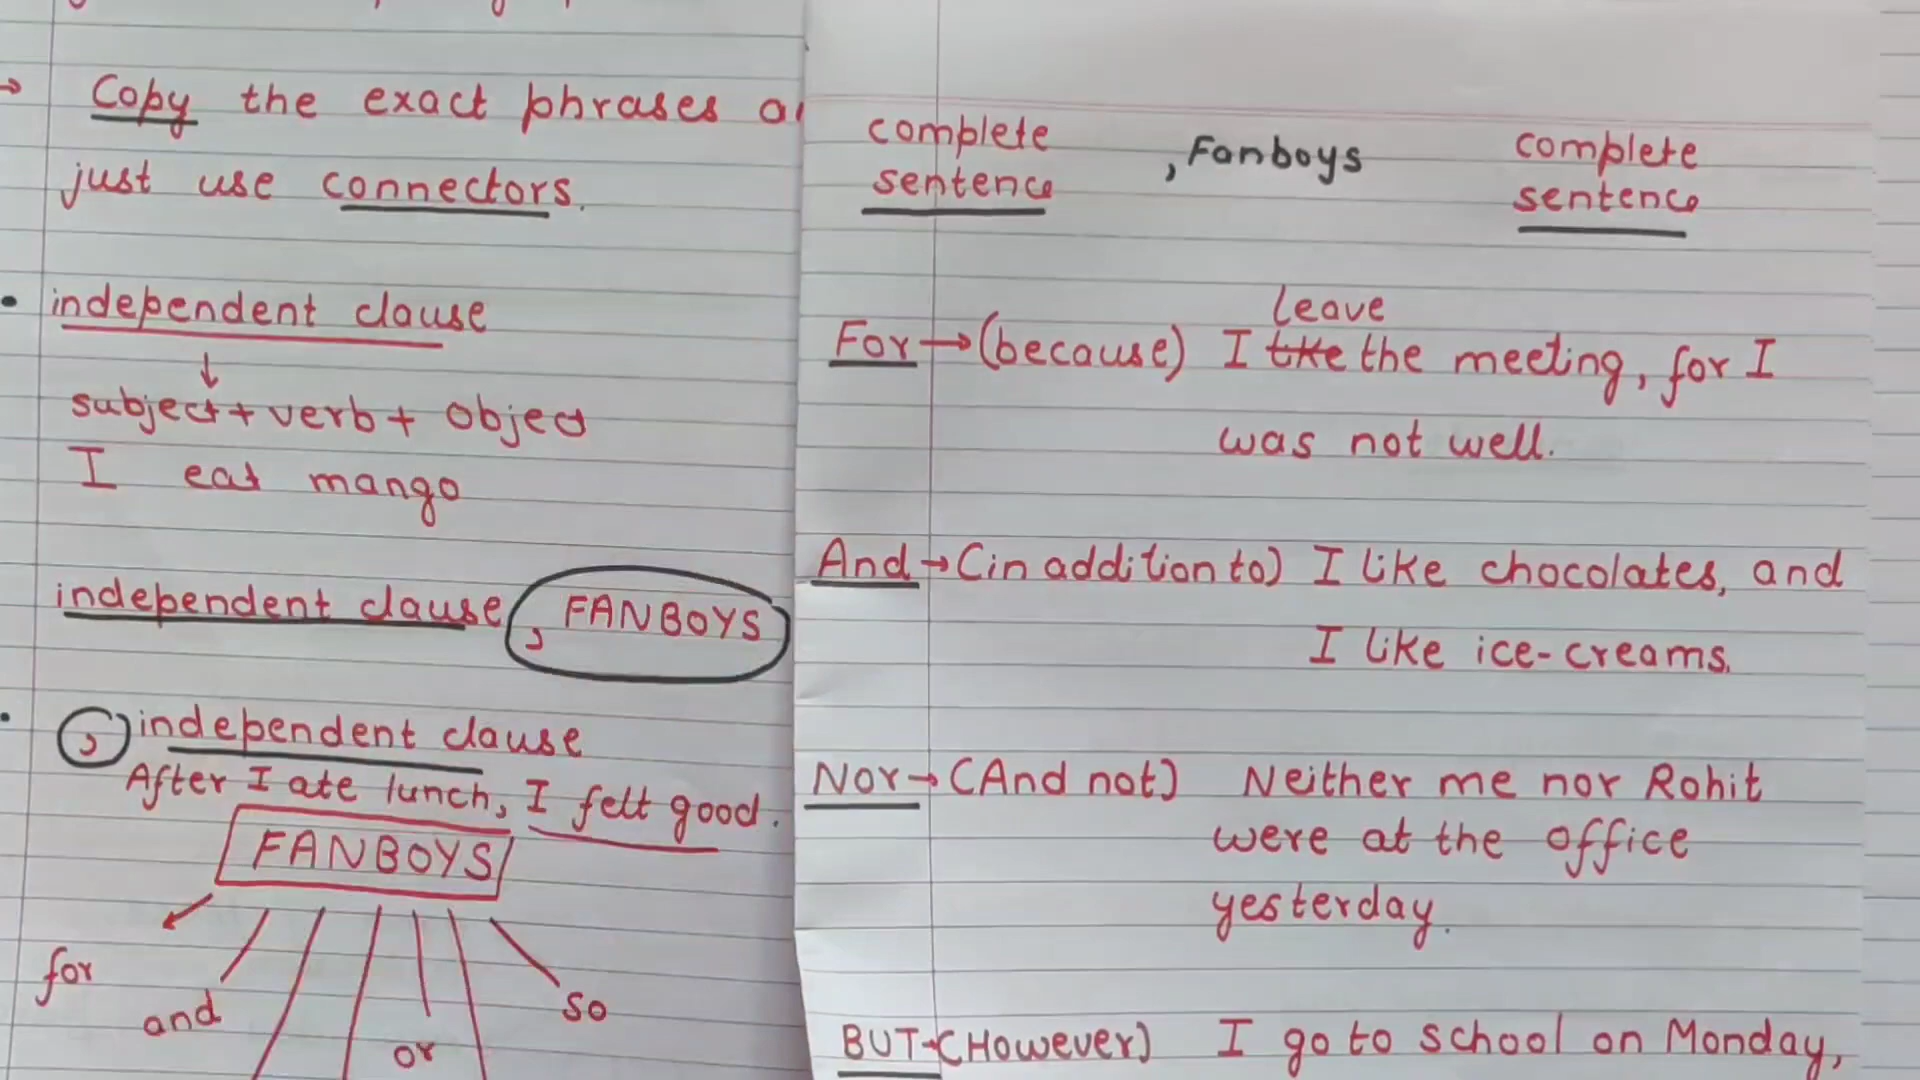 → Copy the exact phrases
just use connectors.
• independent clause
↓
subject + verb + object
I eat mango
independent clause, FANBOYS
• , independent clause
After I ate lunch, I felt good.
FANBOYS
for
and
or
so
complete sentence , Fanboys complete sentence
leave
For → (because) I like the meeting, for I
was not well.
And → (in addition to) I like chocolates, and
I like ice-creams.
Nor → (And not) Neither me nor Rohit
were at the office
yesterday.
BUT → (However) I go to school on Monday,